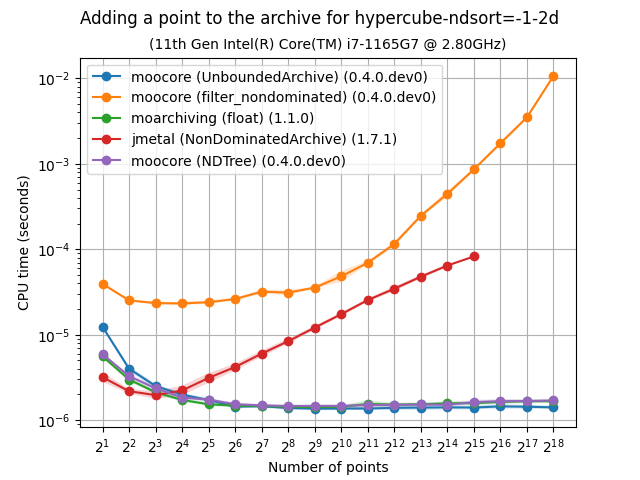 Adding a point to the archive for hypercube-ndsort=-1-2d
(11th Gen Intel(R) Core(TM) i7-1165G7 @ 2.80GHz)
moocore (UnboundedArchive) (0.4.0.dev0)
moocore (filter_nondominated) (0.4.0.dev0)
moarchiving (float) (1.1.0)
jmetal (NonDominatedArchive) (1.7.1)
moocore (NDTree) (0.4.0.dev0)
CPU time (seconds)
10⁻²
10⁻³
10⁻⁴
10⁻⁵
10⁻⁶
2¹ 2² 2³ 2⁴ 2⁵ 2⁶ 2⁷ 2⁸ 2⁹ 2¹⁰ 2¹¹ 2¹² 2¹³ 2¹⁴ 2¹⁵ 2¹⁶ 2¹⁷ 2¹⁸
Number of points